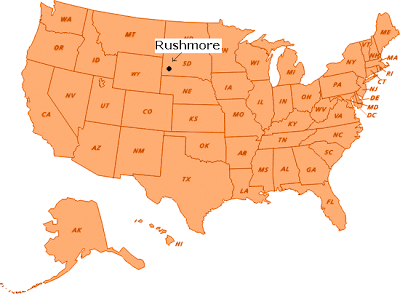 WA
MT
ND
MN
ME
VT
NH
OR
ID
Rushmore
SD
WI
MI
NY
MA
RI
CT
WY
NE
IA
PA
NJ
DE
MD
DC
NV
UT
CO
KS
MO
IL
IN
OH
WV
VA
KY
CA
AZ
NM
OK
AR
TN
NC
SC
TX
LA
MS
AL
GA
FL
AK
HI